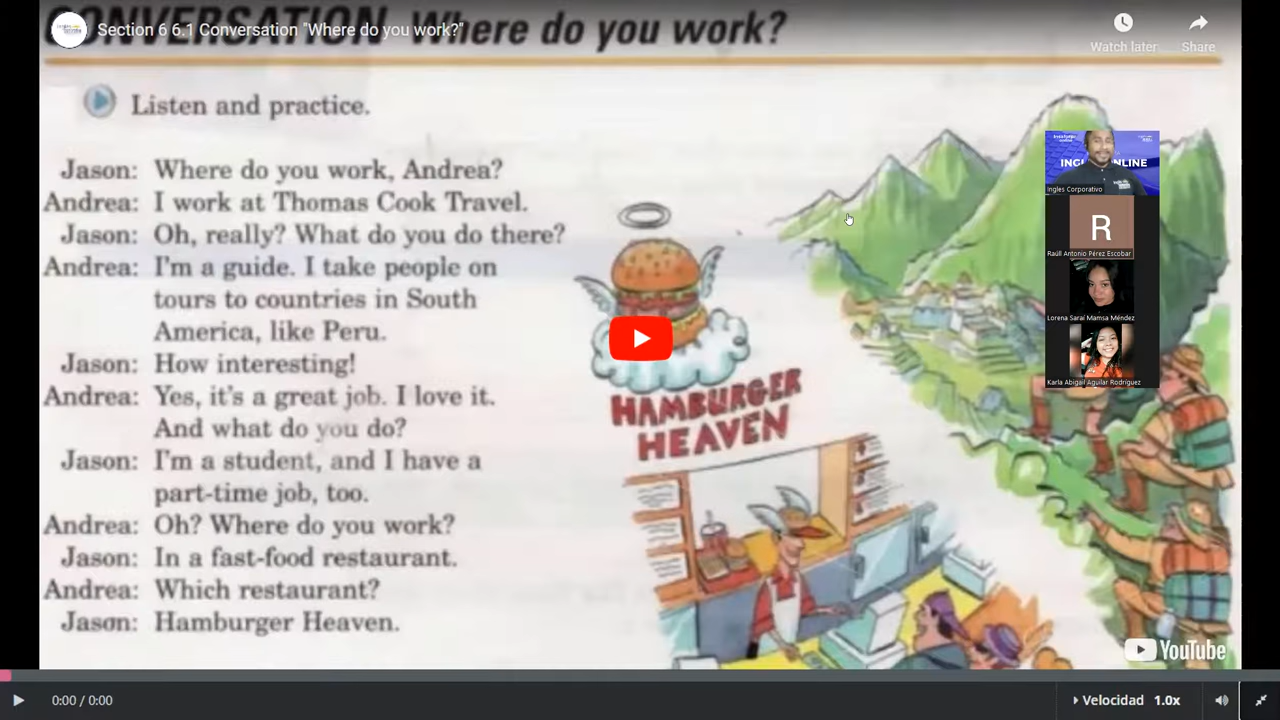 CONVERSATION Where do you work?
Section 6 6.1 Conversation "Where do you work?"
Watch later
Share
Listen and practice.
Jason: Where do you work, Andrea?
Andrea: I work at Thomas Cook Travel.
Jason: Oh, really? What do you do there?
Andrea: I'm a guide. I take people on
tours to countries in South
America, like Peru.
Jason: How interesting!
Andrea: Yes, it's a great job. I love it.
And what do you do?
Jason: I'm a student, and I have a
part-time job, too.
Andrea: Oh? Where do you work?
Jason: In a fast-food restaurant.
Andrea: Which restaurant?
Jason: Hamburger Heaven.
HAMBURGER
HEAVEN
Ingles Corporativo
R
Raúl Antonio Pérez Escobar
Lorena Saraí Mamsa Méndez
Karla Abigail Aguilar Rodríguez
YouTube
0:00 / 0:00
Velocidad 1.0x